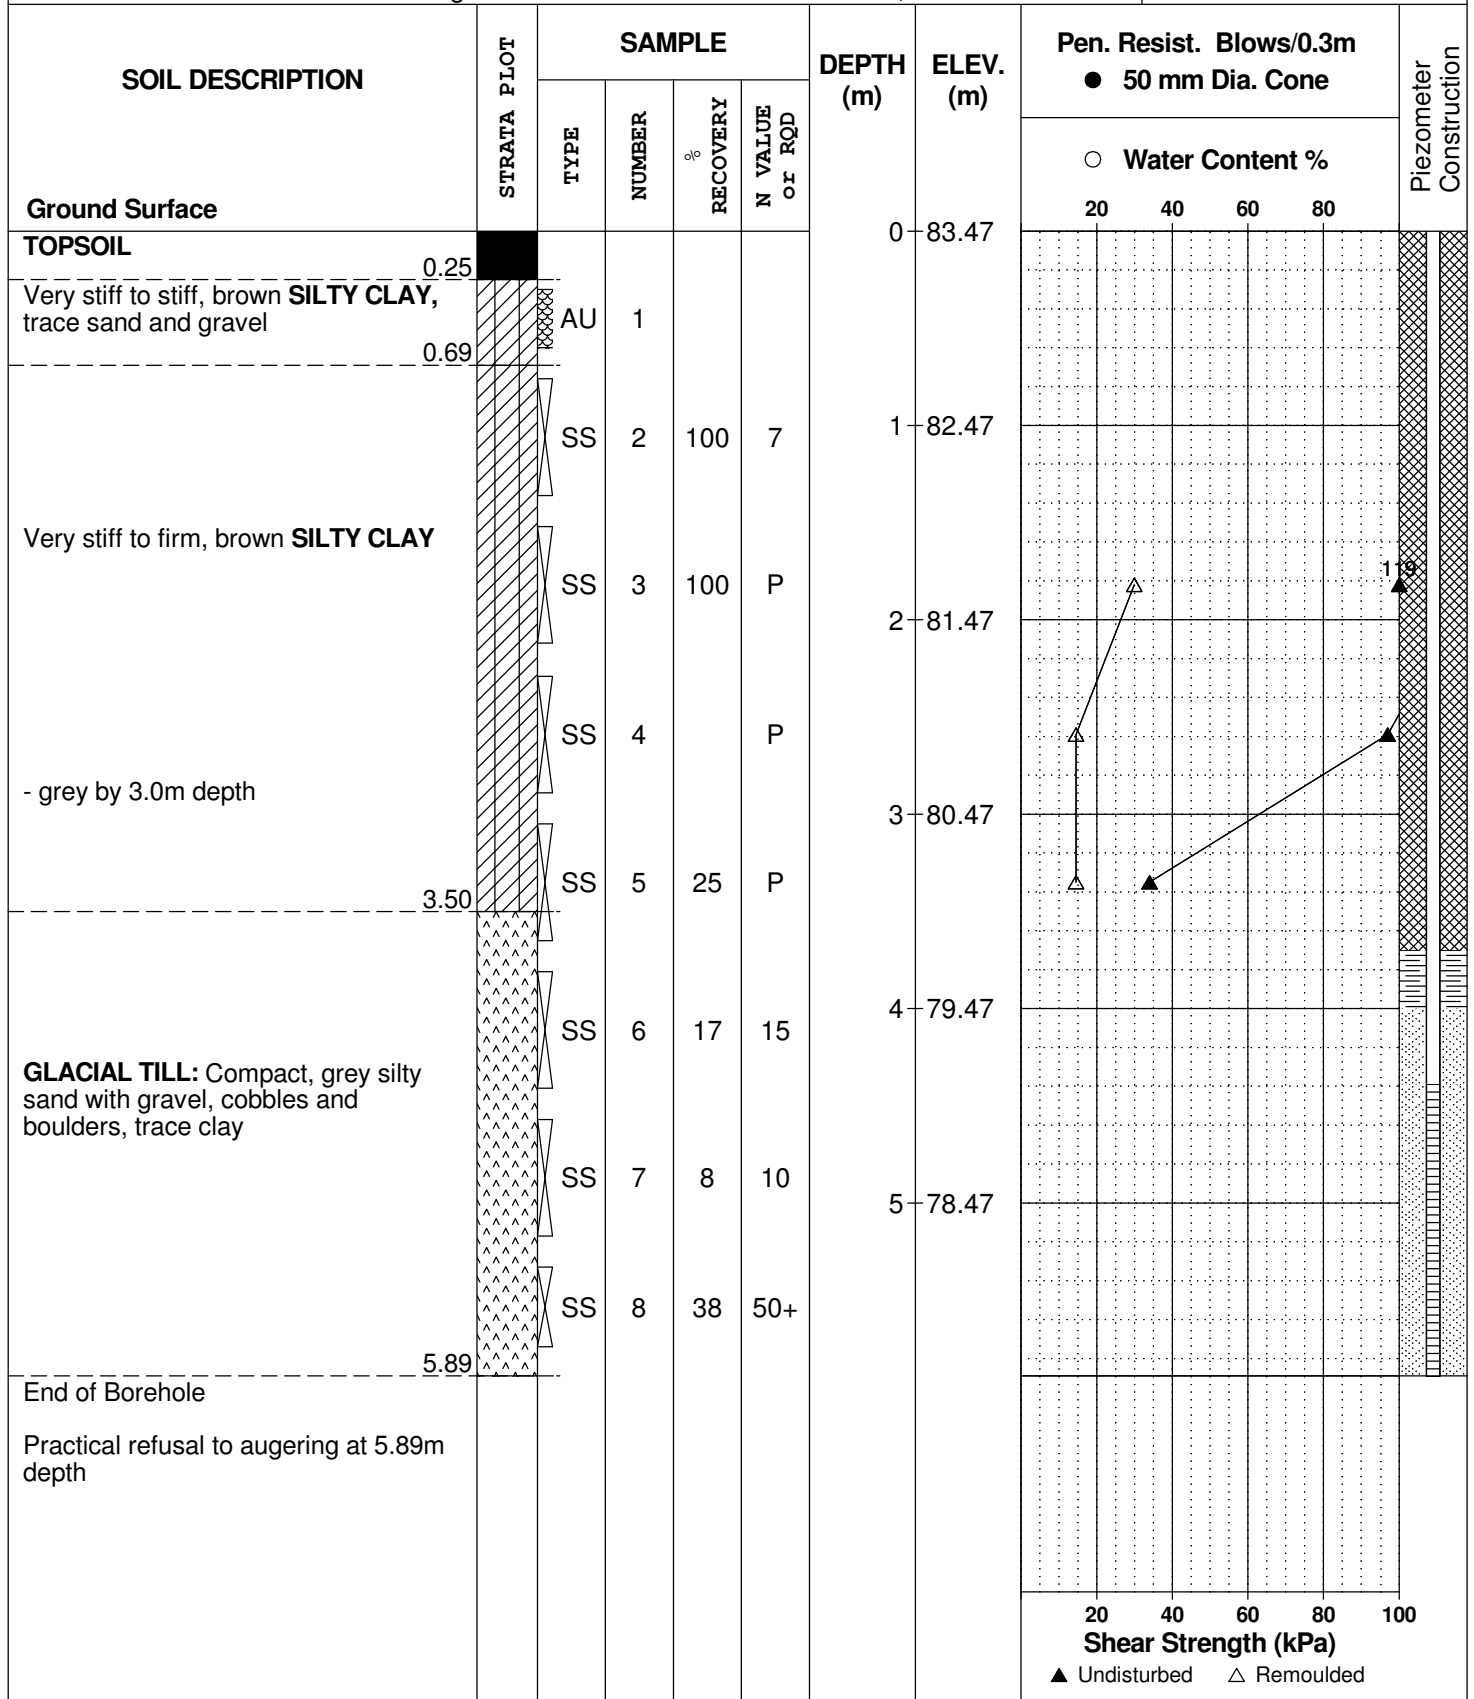 SOIL DESCRIPTION
Ground Surface
STRATA PLOT
SAMPLE
TYPE
NUMBER
% RECOVERY
N VALUE or RQD
DEPTH (m)
ELEV. (m)
Pen. Resist. Blows/0.3m
● 50 mm Dia. Cone
○ Water Content %
20 40 60 80
Piezometer Construction
0 83.47
TOPSOIL
0.25
Very stiff to stiff, brown SILTY CLAY,
trace sand and gravel
AU 1
0.69
SS 2 100 7
1 82.47
Very stiff to firm, brown SILTY CLAY
SS 3 100 P
119
2 81.47
SS 4 P
- grey by 3.0m depth
3 80.47
SS 5 25 P
3.50
4 79.47
SS 6 17 15
GLACIAL TILL: Compact, grey silty
sand with gravel, cobbles and
boulders, trace clay
SS 7 8 10
5 78.47
SS 8 38 50+
5.89
End of Borehole
Practical refusal to augering at 5.89m
depth
20 40 60 80 100
Shear Strength (kPa)
▲ Undisturbed △ Remoulded